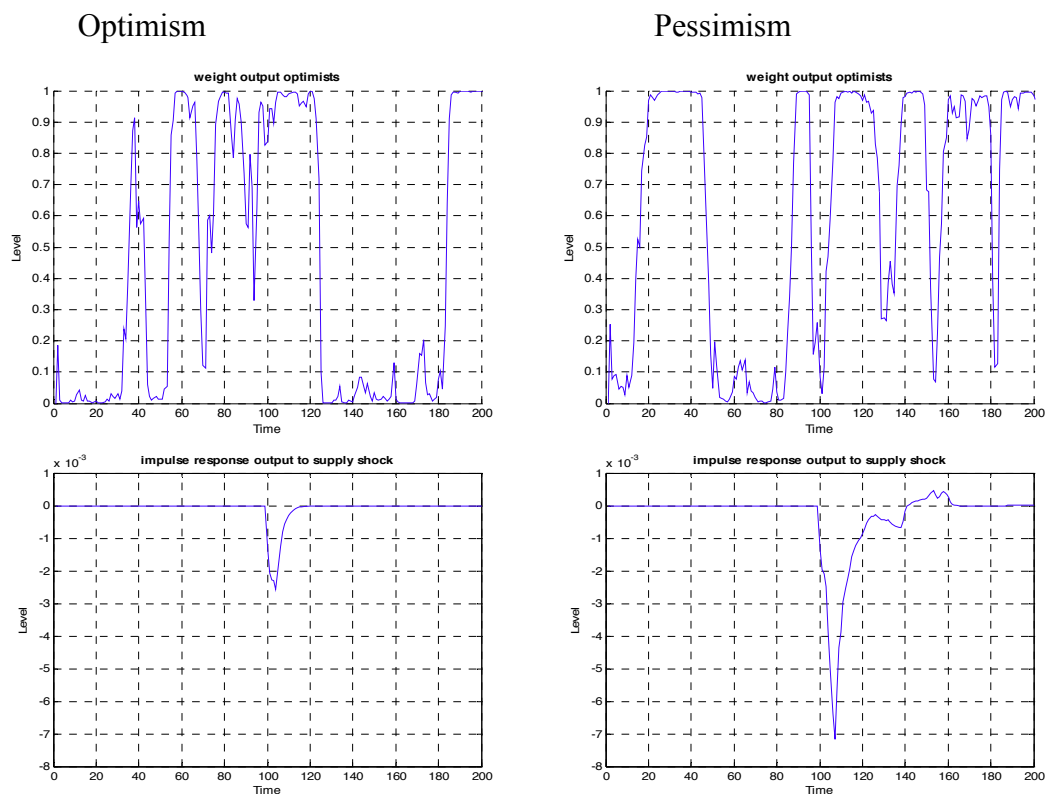 Optimism
Pessimism
weight output optimists
1
0.9
0.8
0.7
0.6
0.5
0.4
0.3
0.2
0.1
0
Level
0 20 40 60 80 100 120 140 160 180 200
Time
weight output optimists
1
0.9
0.8
0.7
0.6
0.5
0.4
0.3
0.2
0.1
0
Level
0 20 40 60 80 100 120 140 160 180 200
Time
x 10-3
impulse response output to supply shock
1
0
-1
-2
-3
-4
-5
-6
-7
-8
Level
0 20 40 60 80 100 120 140 160 180 200
Time
x 10-3
impulse response output to supply shock
1
0
-1
-2
-3
-4
-5
-6
-7
-8
Level
0 20 40 60 80 100 120 140 160 180 200
Time